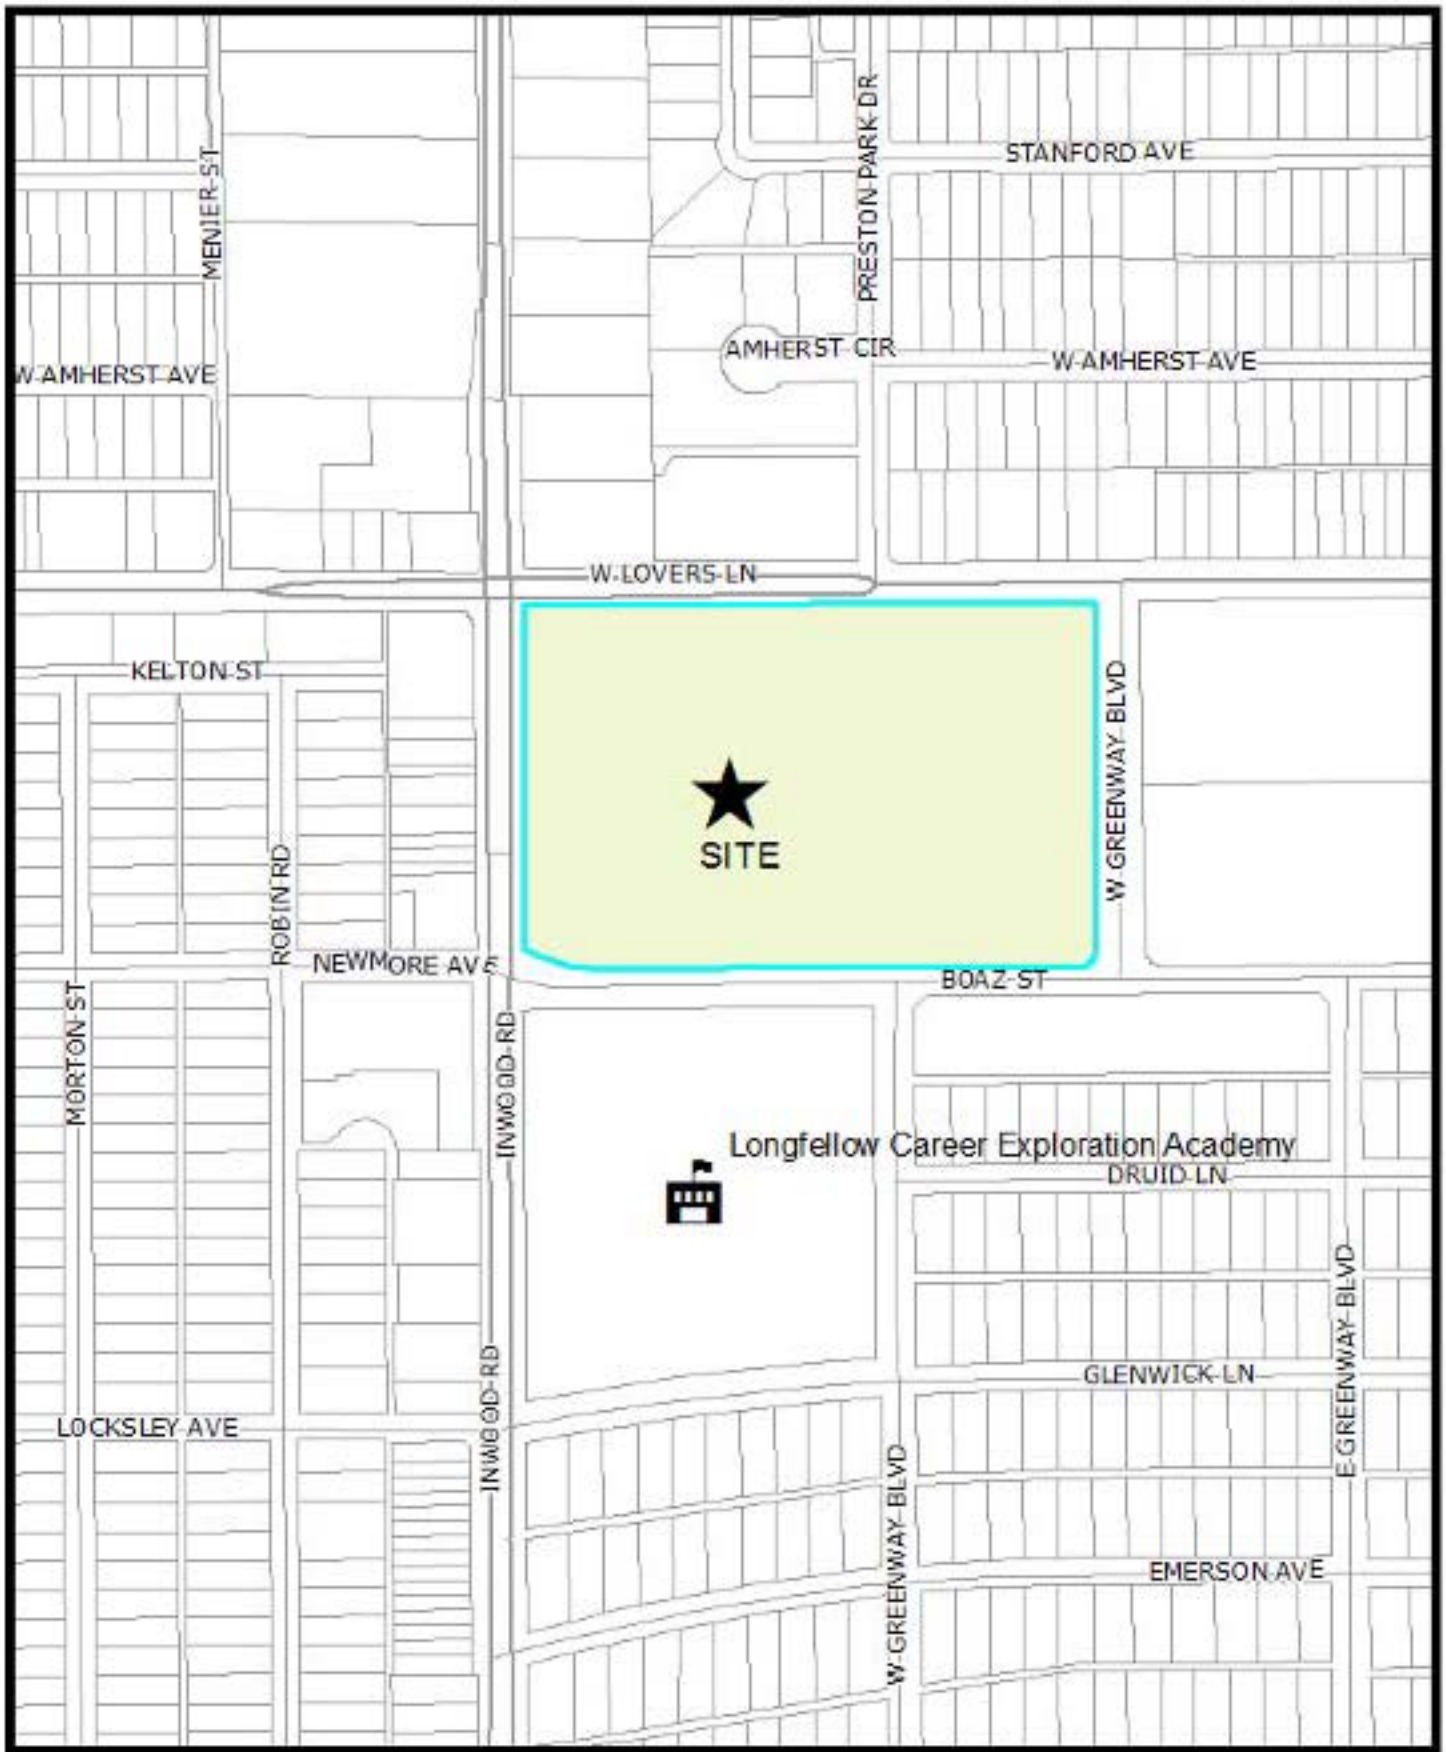 PRESTON PARK DR
STANFORD AVE
MENIER ST
AMHERST CIR
W AMHERST AVE
W AMHERST AVE
W LOVERS LN
KELTON ST
W GREENWAY BLVD
SITE
ROBIN RD
NEWMORE AVE
BOAZ ST
MORTON ST
INWOOD RD
Longfellow Career Exploration Academy
DRUID LN
E GREENWAY BLVD
INWOOD RD
GLENWICK LN
LOCKSLEY AVE
W GREENWAY BLVD
EMERSON AVE